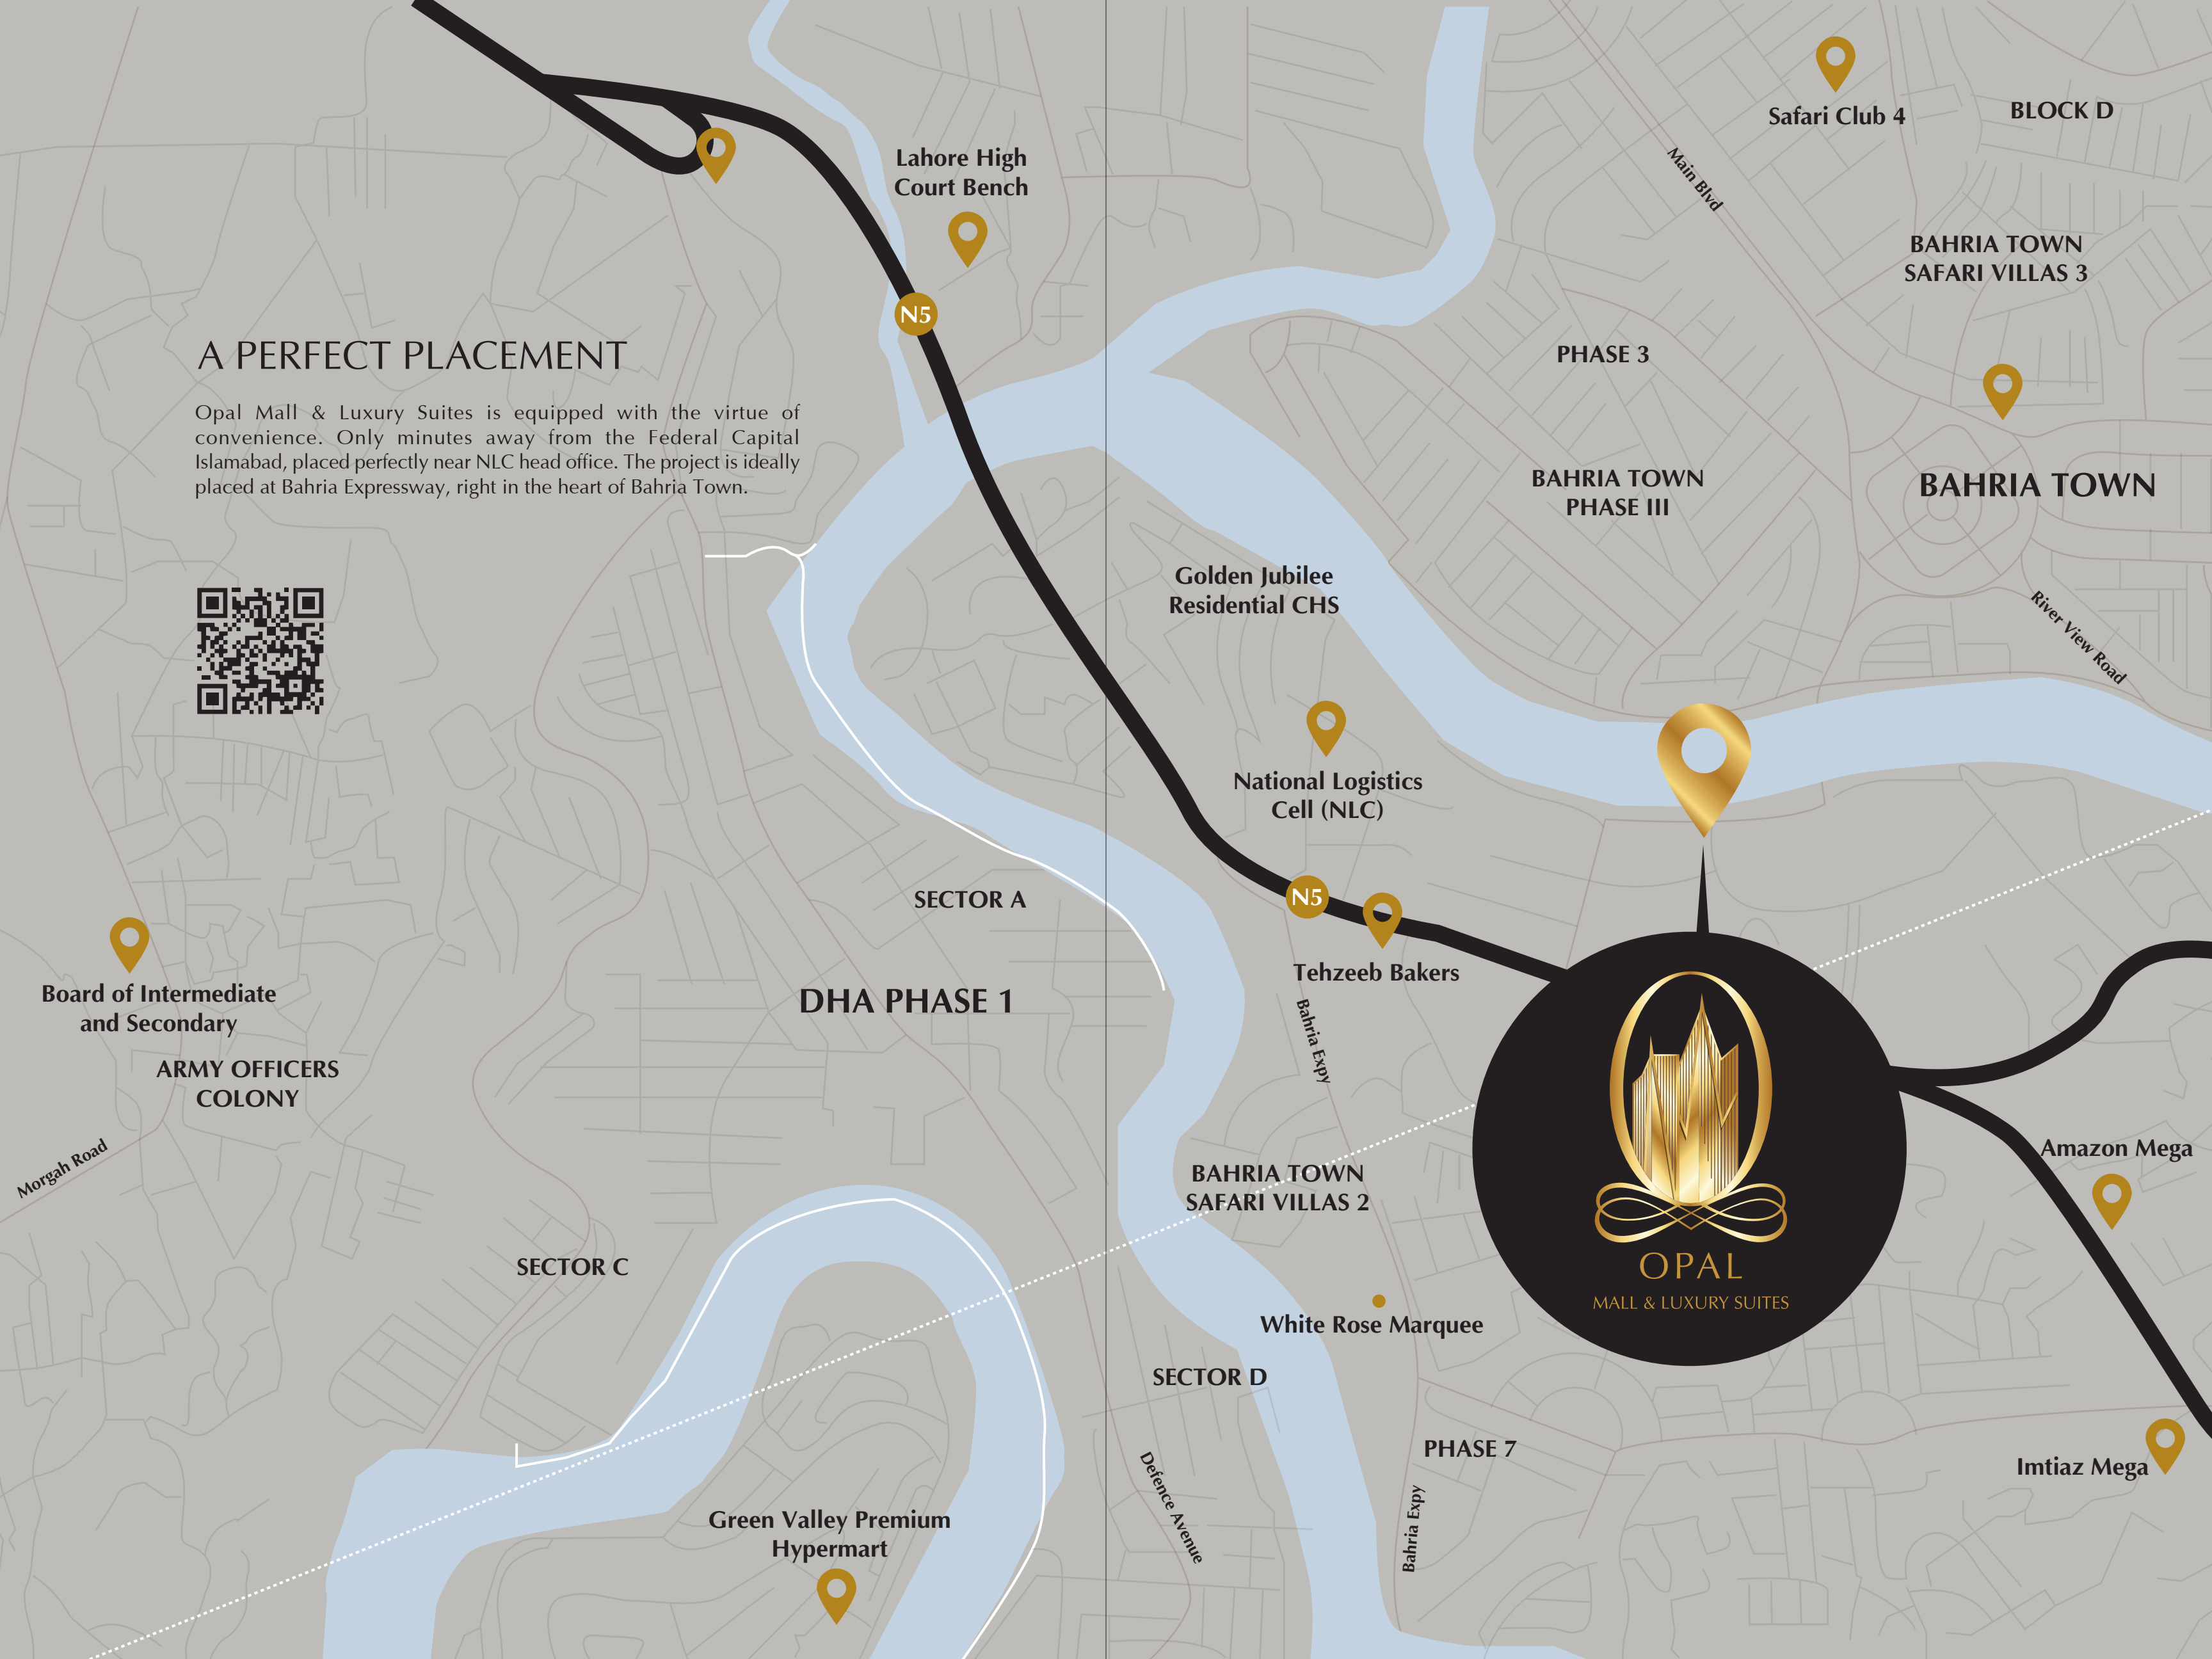 Safari Club 4
BLOCK D
Main Blvd
Lahore High
Court Bench
BAHRIA TOWN
SAFARI VILLAS 3
N5
A PERFECT PLACEMENT
PHASE 3
Opal Mall & Luxury Suites is equipped with the virtue of
convenience. Only minutes away from the Federal Capital
Islamabad, placed perfectly near NLC head office. The project is ideally
placed at Bahria Expressway, right in the heart of Bahria Town.
BAHRIA TOWN
PHASE III
BAHRIA TOWN
Golden Jubilee
Residential CHS
River View Road
National Logistics
Cell (NLC)
SECTOR A
N5
Tehzeeb Bakers
Board of Intermediate
and Secondary
DHA PHASE 1
Bahria Expy
ARMY OFFICERS
COLONY
Morgah Road
Amazon Mega
BAHRIA TOWN
SAFARI VILLAS 2
SECTOR C
OPAL
MALL & LUXURY SUITES
White Rose Marquee
SECTOR D
PHASE 7
Imtiaz Mega
Defence Avenue
Bahria Expy
Green Valley Premium
Hypermart